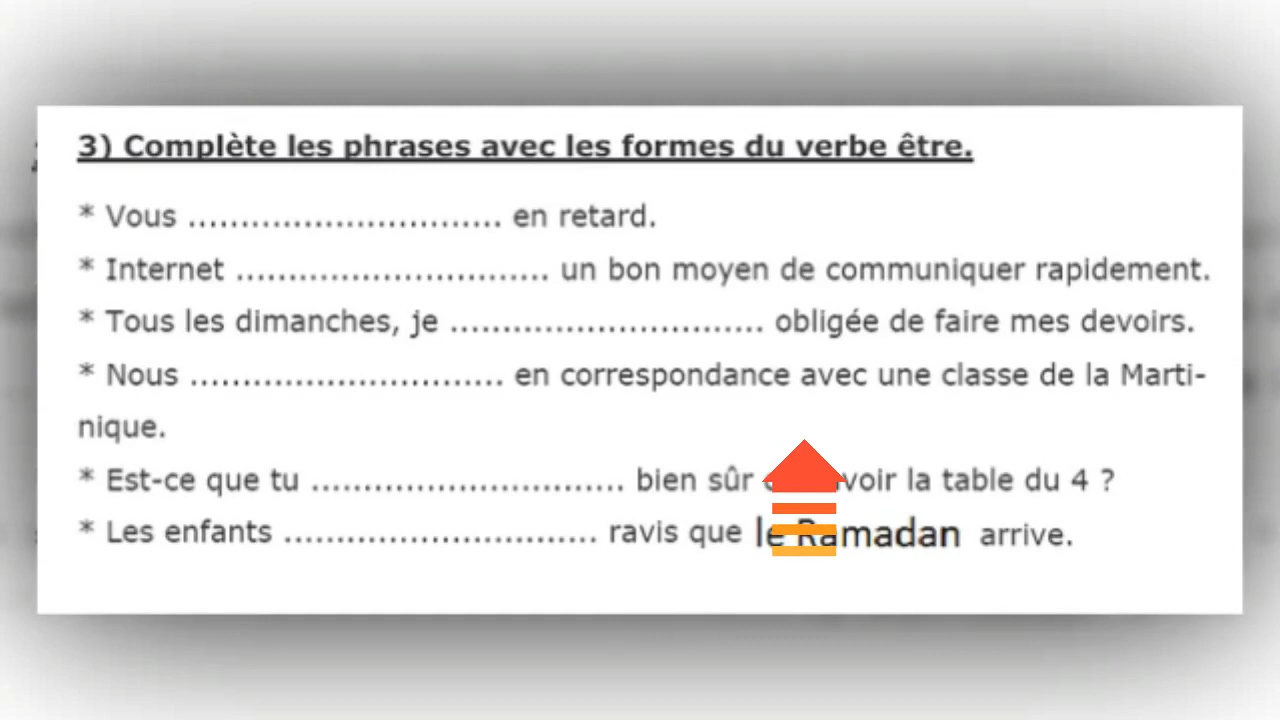 3) Complète les phrases avec les formes du verbe être.
* Vous .............................. en retard.
* Internet .............................. un bon moyen de communiquer rapidement.
* Tous les dimanches, je .............................. obligée de faire mes devoirs.
* Nous .............................. en correspondance avec une classe de la Marti-
nique.
* Est-ce que tu .............................. bien sûr la table du 4 ?
* Les enfants .............................. ravis que le Ramadan arrive.